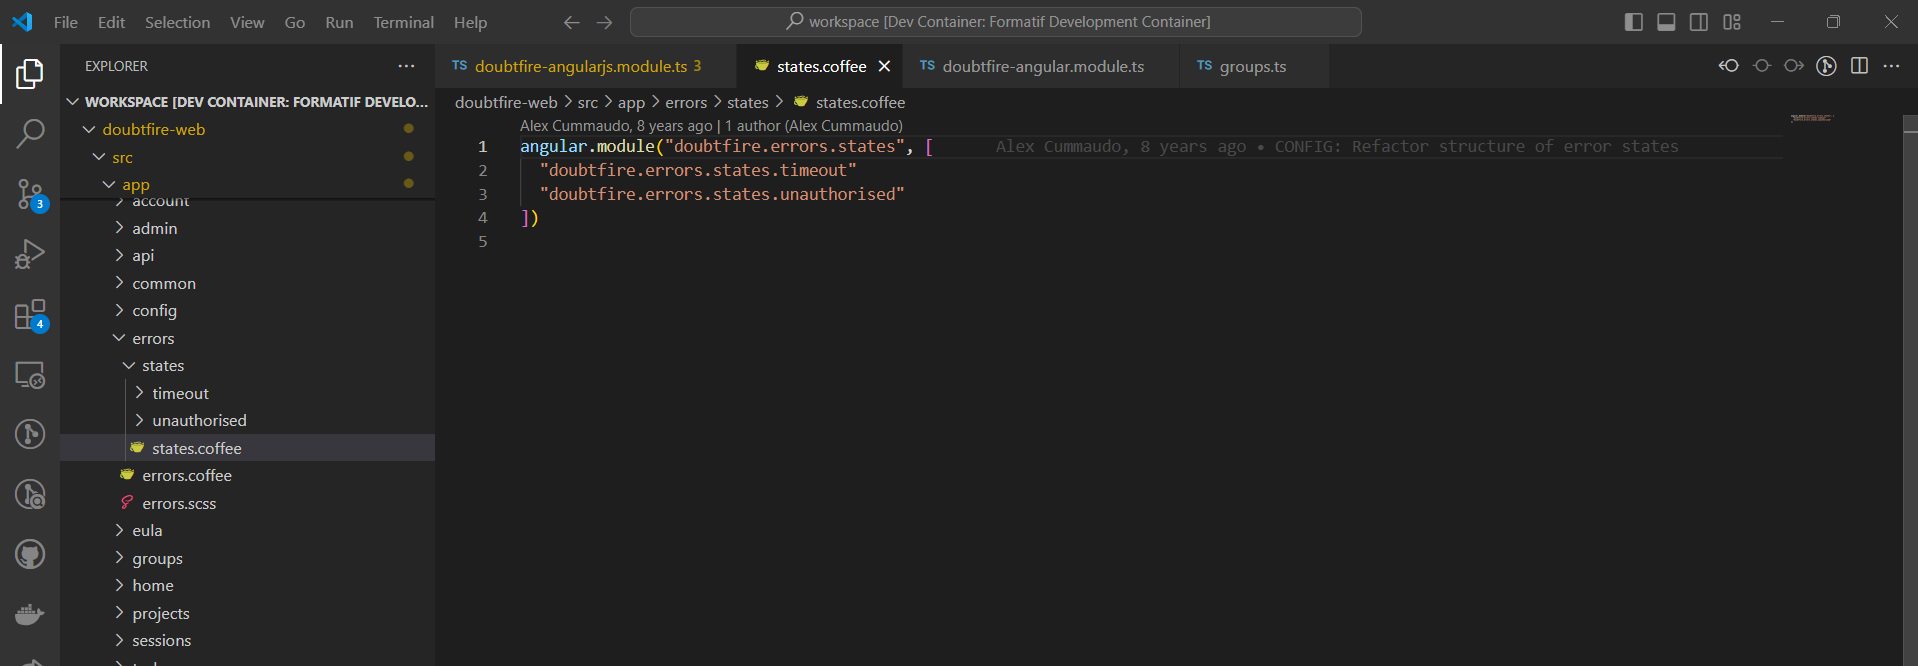 File Edit Selection View Go Run Terminal Help
workspace [Dev Container: Formatif Development Container]
EXPLORER
WORKSPACE [DEV CONTAINER: FORMATIF DEVELO...
doubtfire-web
src
app
account
admin
api
common
config
errors
states
timeout
unauthorised
states.coffee
errors.coffee
errors.scss
eula
groups
home
projects
sessions
3
4
TS doubtfire-angularjs.module.ts 3
states.coffee
TS doubtfire-angular.module.ts
TS groups.ts
doubtfire-web > src > app > errors > states > states.coffee
Alex Cummaudo, 8 years ago | 1 author (Alex Cummaudo)
1 angular.module("doubtfire.errors.states", [ Alex Cummaudo, 8 years ago • CONFIG: Refactor structure of error states
2 "doubtfire.errors.states.timeout"
3 "doubtfire.errors.states.unauthorised"
4 ])
5